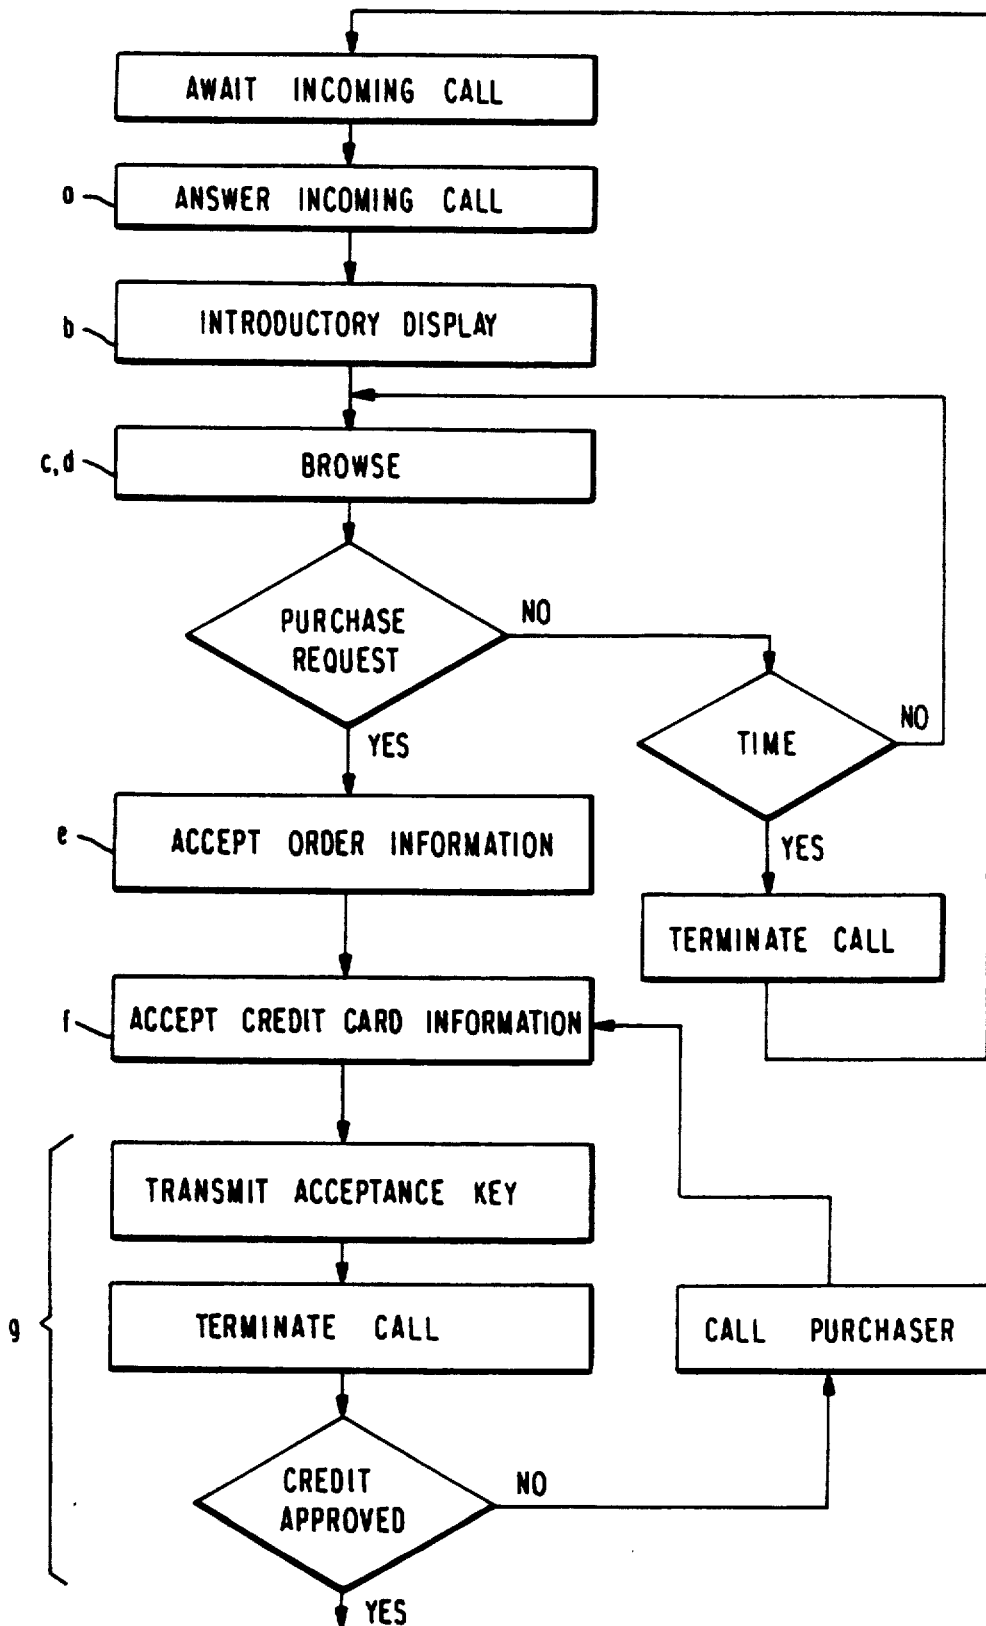 AWAIT INCOMING CALL
a
ANSWER INCOMING CALL
b
INTRODUCTORY DISPLAY
c,d
BROWSE
PURCHASE
REQUEST
NO
YES
TIME
NO
YES
TERMINATE CALL
e
ACCEPT ORDER INFORMATION
f
ACCEPT CREDIT CARD INFORMATION
g
TRANSMIT ACCEPTANCE KEY
TERMINATE CALL
CALL PURCHASER
CREDIT
APPROVED
NO
YES